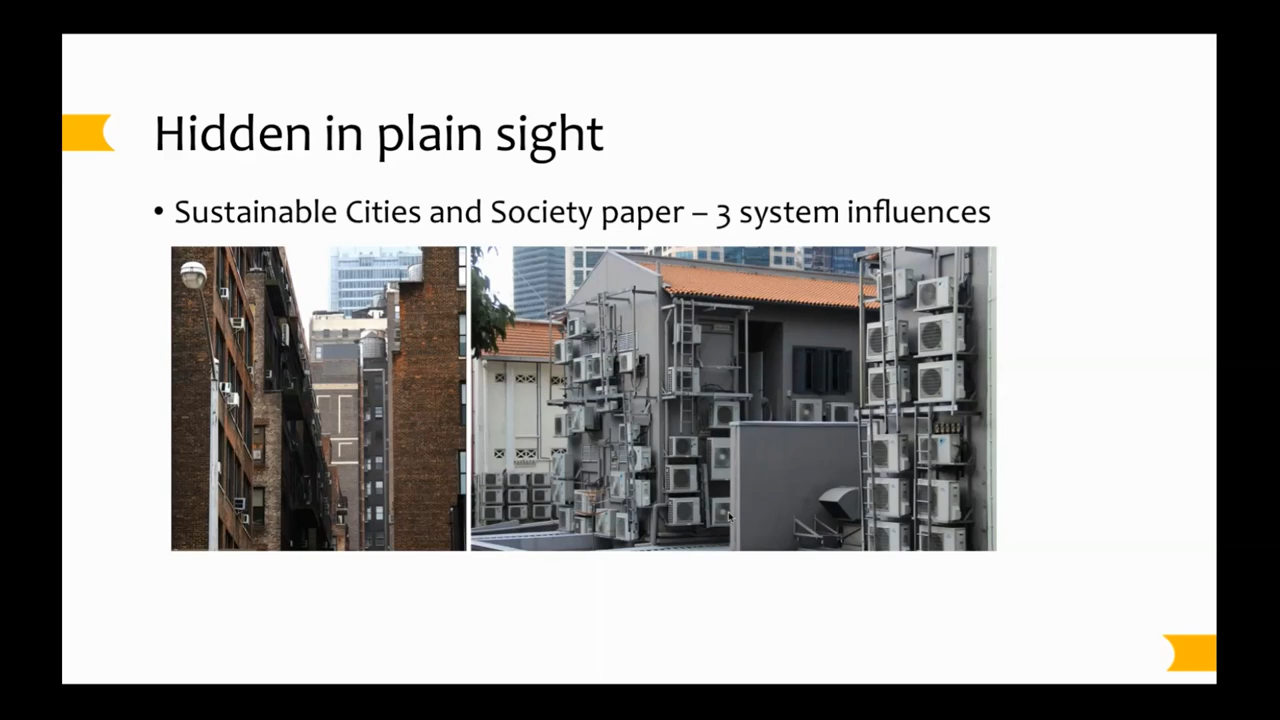 Hidden in plain sight
• Sustainable Cities and Society paper – 3 system influences